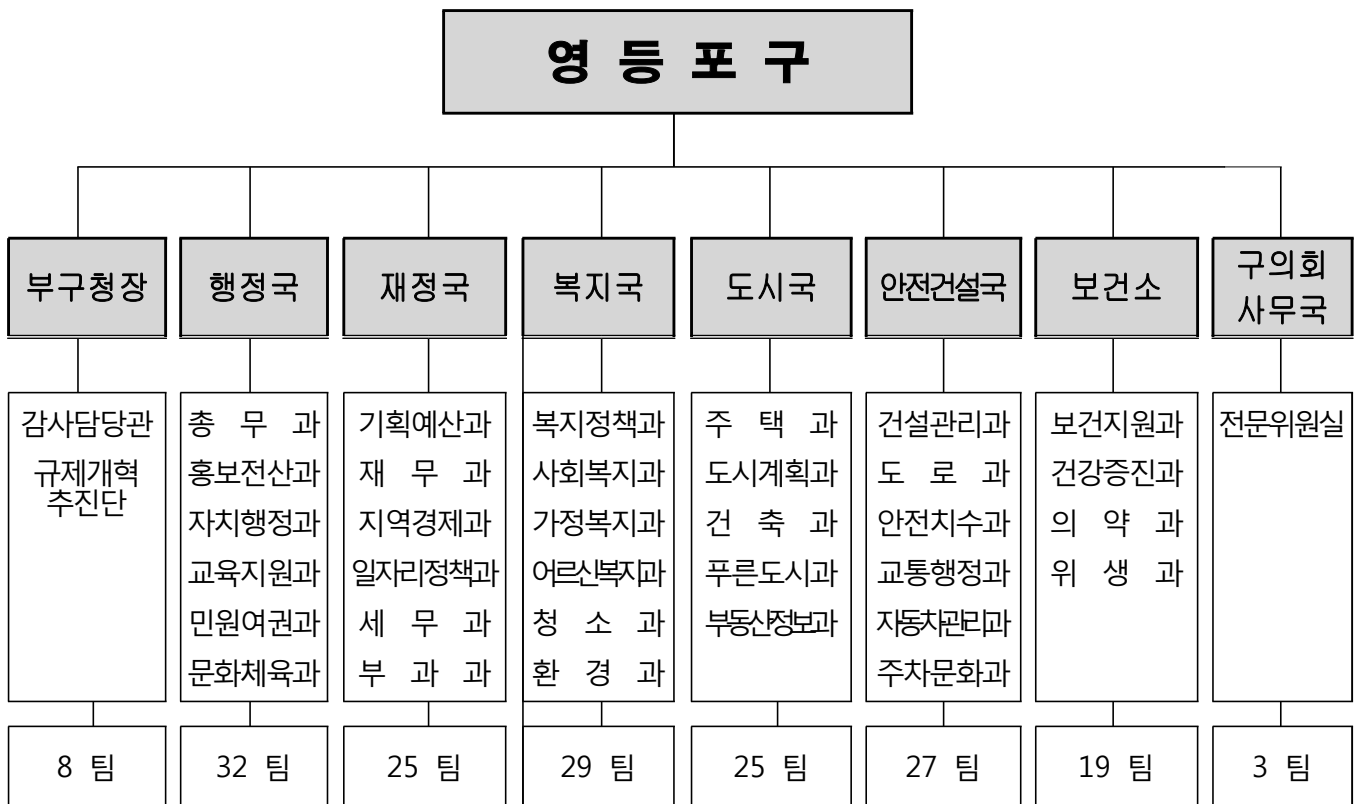 영 등 포 구
부구청장
행정국
재정국
복지국
도시국
안전건설국
보건소
구의회
사무국
감사담당관
규제개혁
추진단
총 무 과
홍보전산과
자치행정과
교육지원과
민원여권과
문화체육과
기획예산과
재 무 과
지역경제과
일자리정책과
세 무 과
부 과 과
복지정책과
사회복지과
가정복지과
어르신복지과
청 소 과
환 경 과
주 택 과
도시계획과
건 축 과
푸른도시과
부동산정보과
건설관리과
도 로 과
안전치수과
교통행정과
자동차관리과
주차문화과
보건지원과
건강증진과
의 약 과
위 생 과
전문위원실
8 팀
32 팀
25 팀
29 팀
25 팀
27 팀
19 팀
3 팀